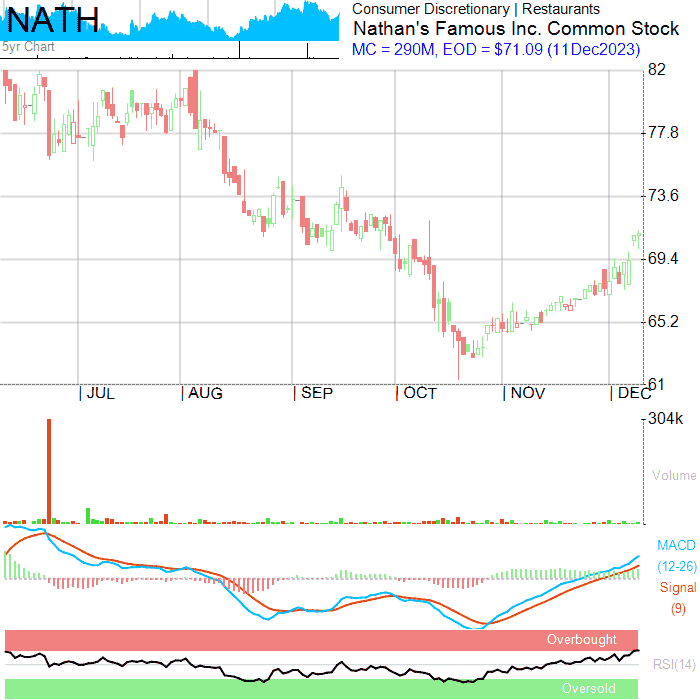 NATH
5yr Chart
Consumer Discretionary | Restaurants
Nathan's Famous Inc. Common Stock
MC = 290M, EOD = $71.09 (11Dec2023)
82
77.8
73.6
69.4
65.2
61
JUL AUG SEP OCT NOV DEC
304k
Volume
MACD
(12-26)
Signal
(9)
Overbought
RSI(14)
Oversold